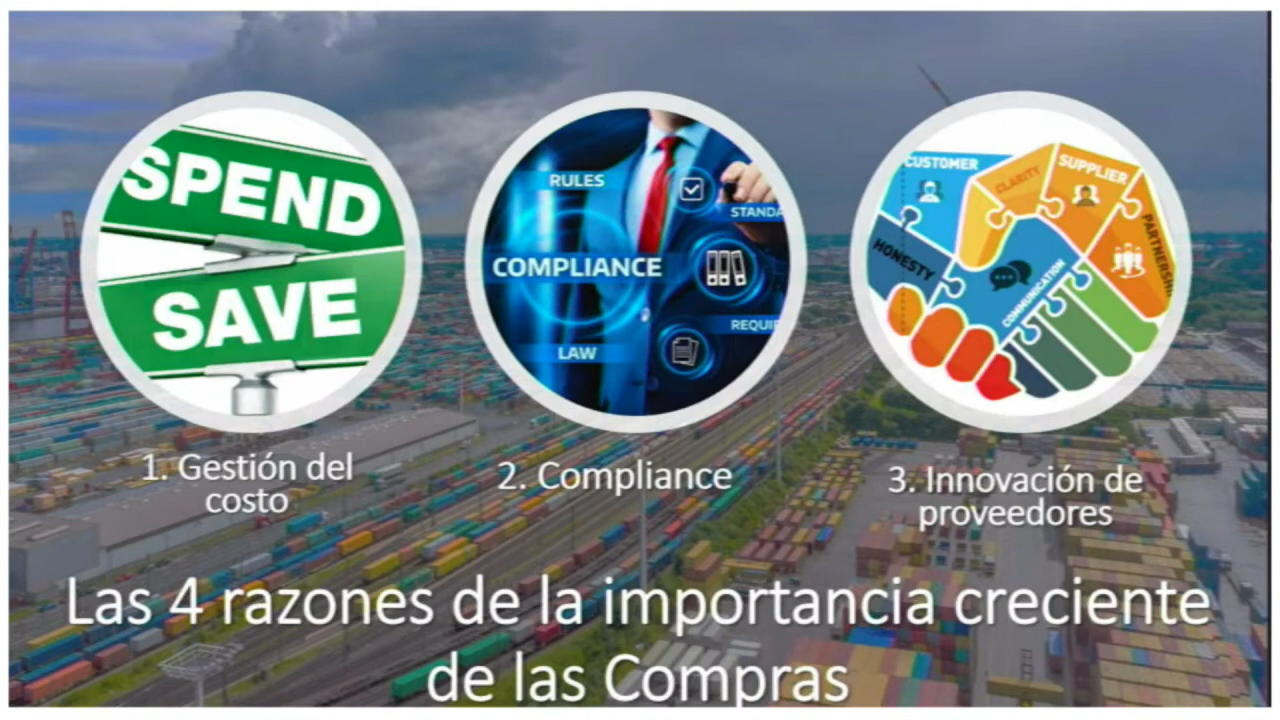 SPEND
SAVE
RULES
COMPLIANCE
LAW
STANDA
REQUI
CUSTOMER
CLARITY
SUPPLIER
HONESTY
COMMUNICATION
PARTNERSH
1. Gestión del
costo
2. Compliance
3. Innovación de
proveedores
Las 4 razones de la importancia creciente
de las Compras